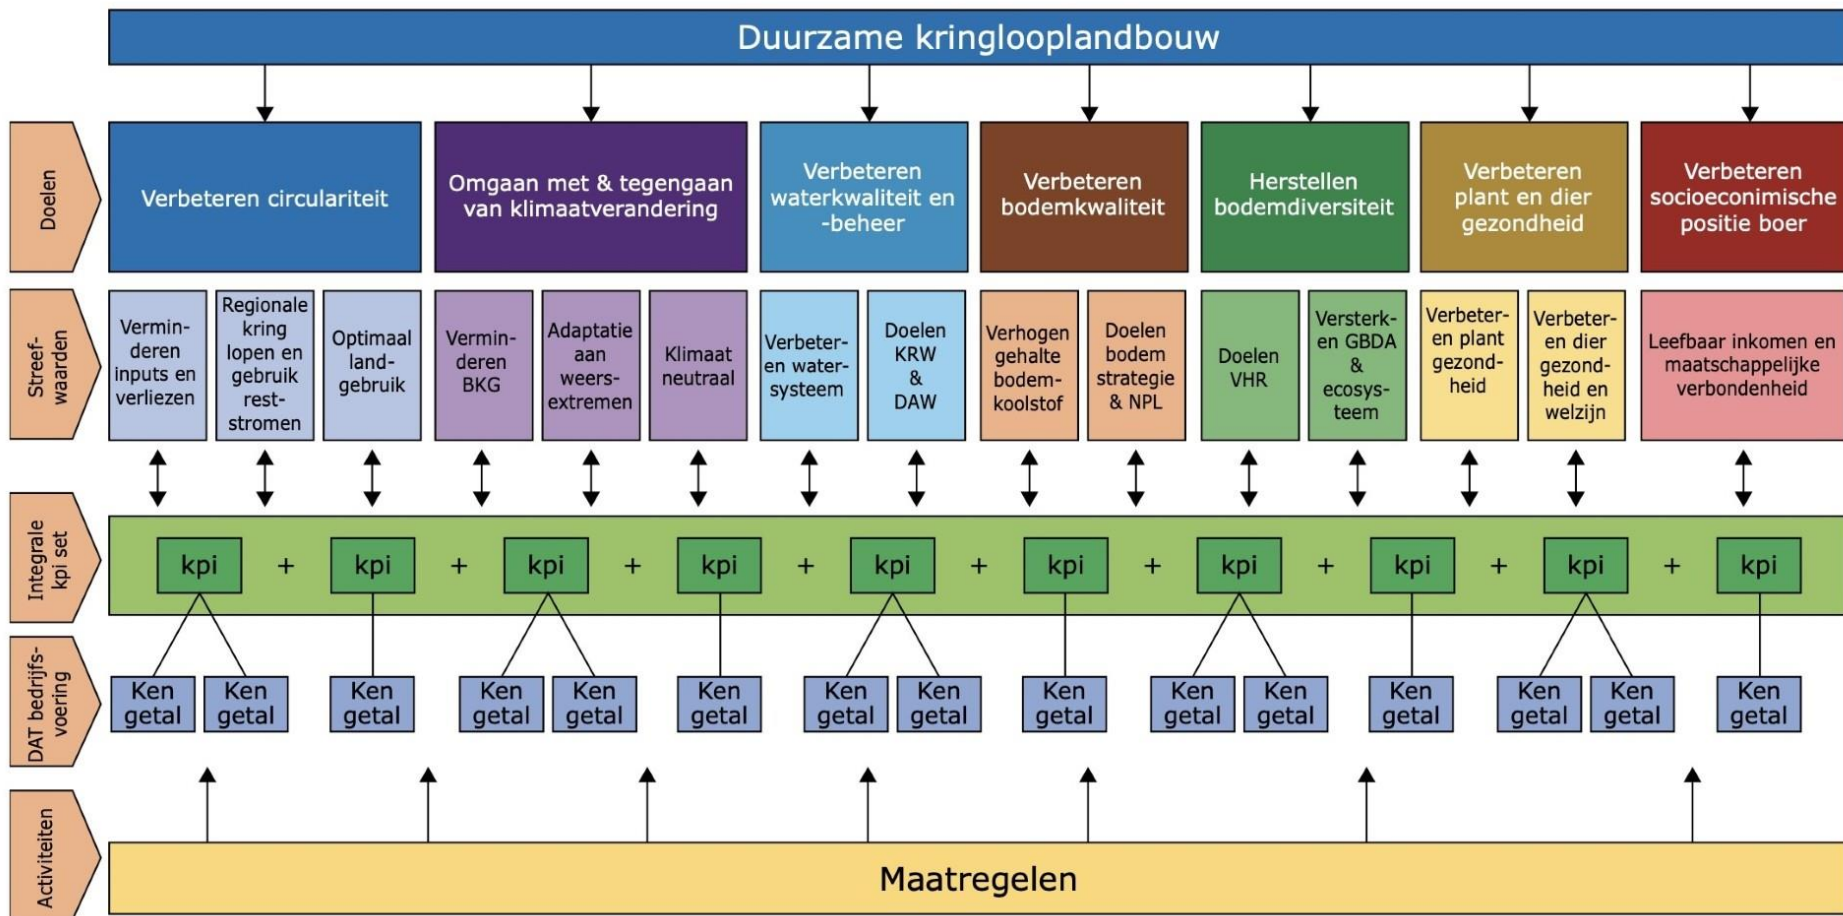 Duurzame kringlooplandbouw
Doelen
Verbeteren circulariteit
Omgaan met & tegengaan
van klimaatverandering
Verbeteren
waterkwaliteit en
-beheer
Verbeteren
bodemkwaliteit
Herstellen
bodemdiversiteit
Verbeteren
plant en dier
gezondheid
Verbeteren
socioeconimische
positie boer
Streef-
waarden
Vermin-
deren
inputs en
verliezen
Regionale
kring
lopen en
gebruik
rest-
stromen
Optimaal
land-
gebruik
Vermin-
deren
BKG
Adaptatie
aan
weers-
extremen
Klimaat
neutraal
Verbeter-
en water-
systeem
Doelen
KRW
&
DAW
Verhogen
gehalte
bodem-
koolstof
Doelen
bodem
strategie
& NPL
Doelen
VHR
Versterk-
en GBDA
&
ecosys-
teem
Verbeter-
en plant
gezond-
heid
Verbeter-
en dier
gezond-
heid en
welzijn
Leefbaar inkomen en
maatschappelijke
verbondenheid
Integrale
kpi set
kpi + kpi + kpi + kpi + kpi + kpi + kpi + kpi + kpi + kpi
DAT bedrijfs-
voering
Ken
getal
Ken
getal
Ken
getal
Ken
getal
Ken
getal
Ken
getal
Ken
getal
Ken
getal
Ken
getal
Ken
getal
Ken
getal
Ken
getal
Ken
getal
Ken
getal
Ken
getal
Activiteiten
Maatregelen